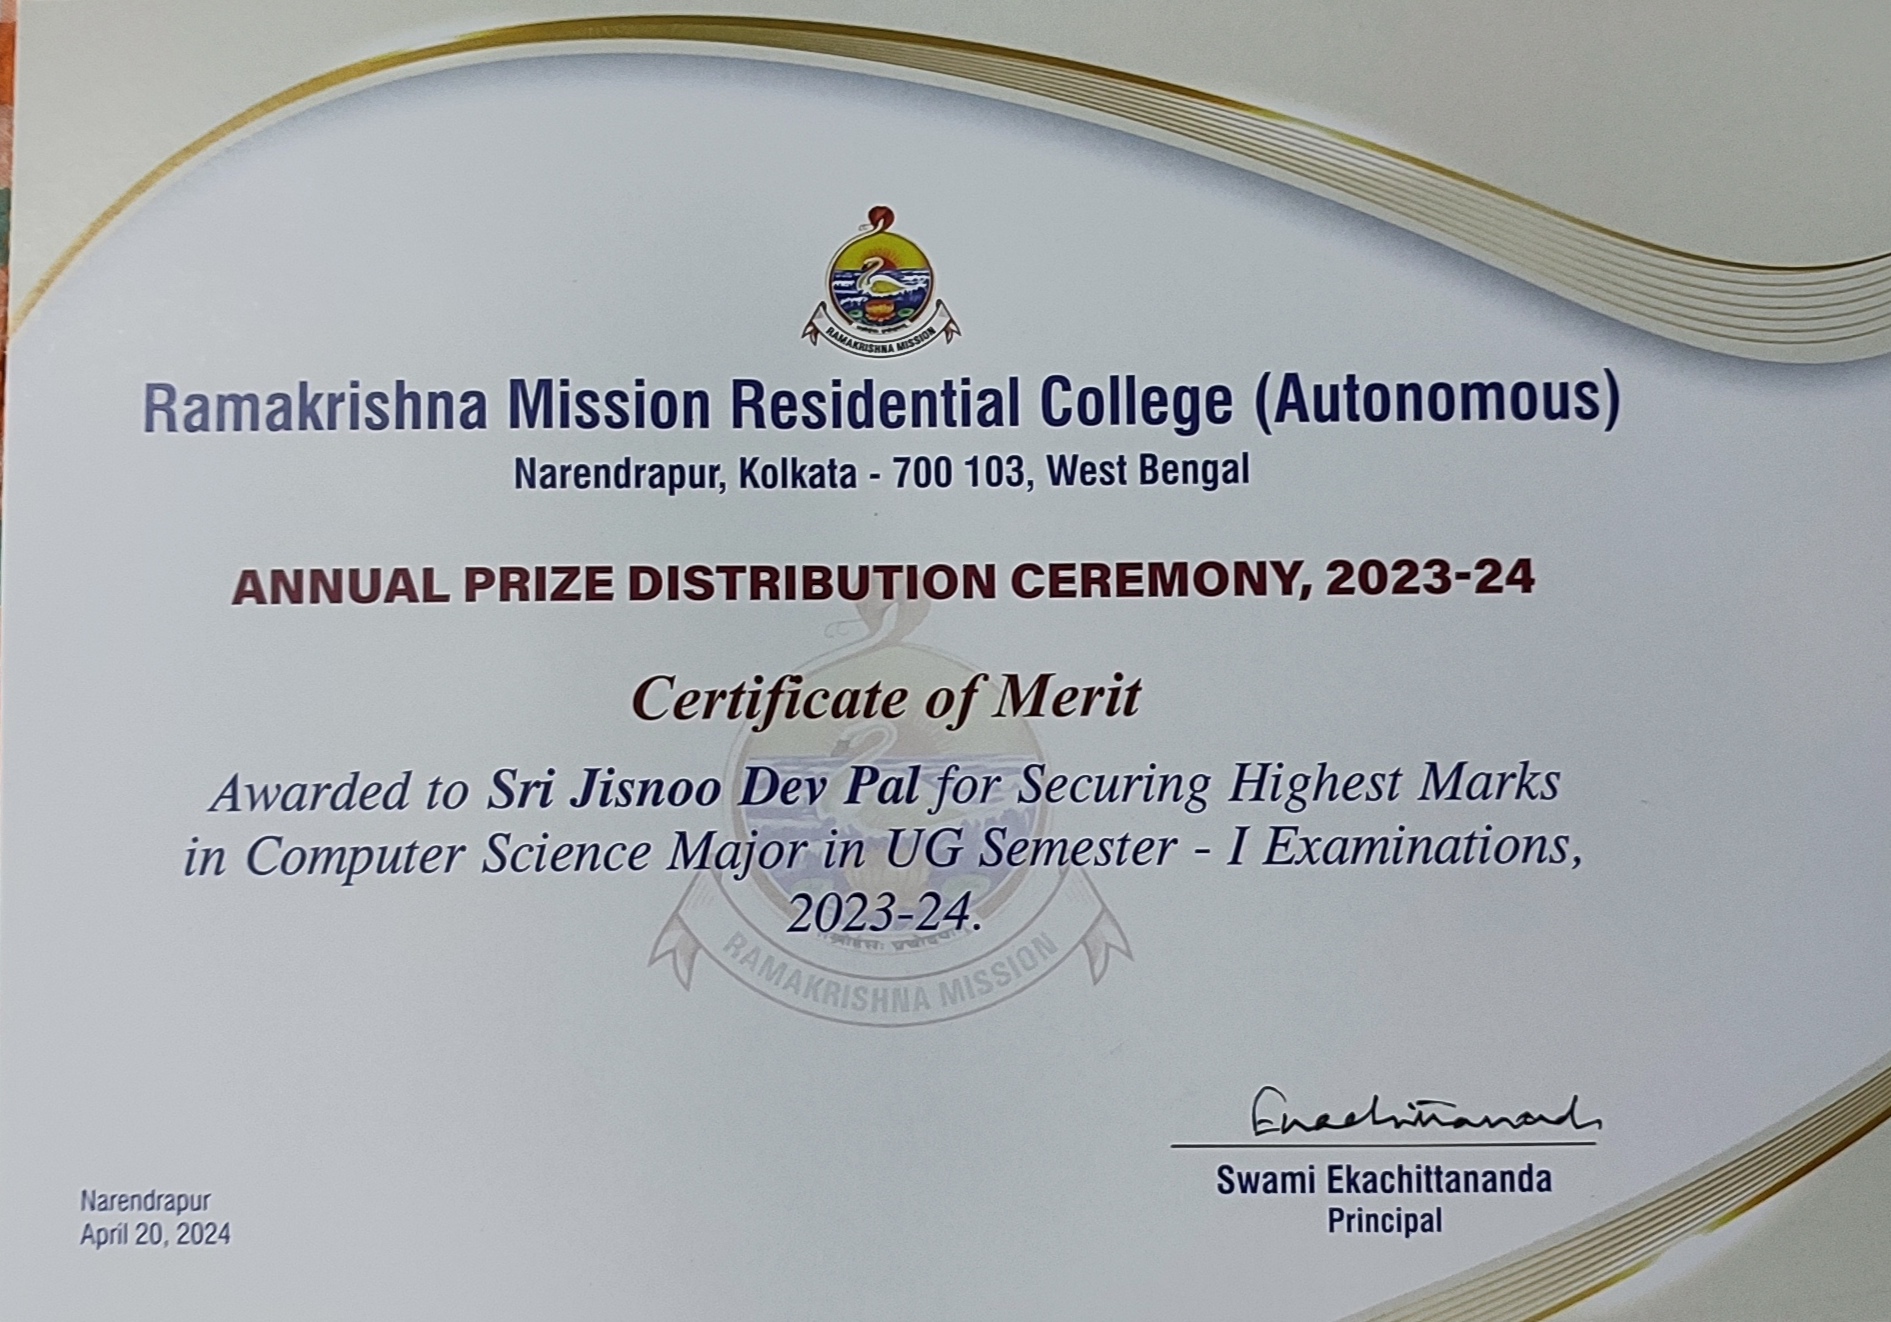 RAMAKRISHNA MISSION
Ramakrishna Mission Residential College (Autonomous)
Narendrapur, Kolkata - 700 103, West Bengal
ANNUAL PRIZE DISTRIBUTION CEREMONY, 2023-24
Certificate of Merit
Awarded to Sri Jisnoo Dev Pal for Securing Highest Marks
in Computer Science Major in UG Semester - I Examinations,
2023-24.
RAMAKRISHNA MISSION
Ekachittananda
Swami Ekachittananda
Principal
Narendrapur
April 20, 2024